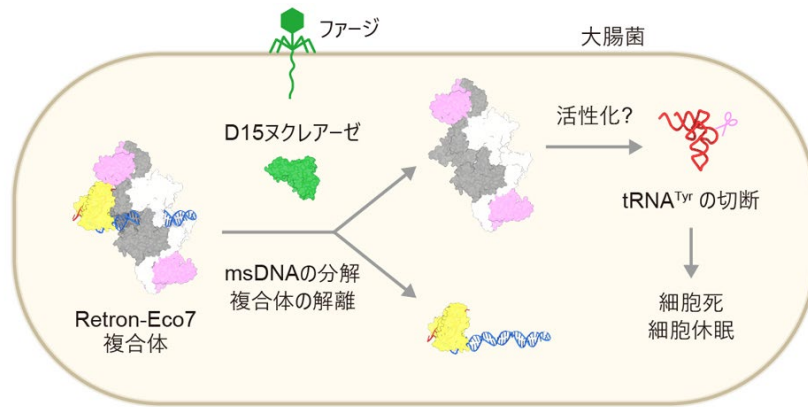 ファージ
大腸菌
D15ヌクレアーゼ
活性化?
tRNAᵀʸʳ の切断
msDNAの分解
複合体の解離
Retron-Eco7
複合体
細胞死
細胞休眠